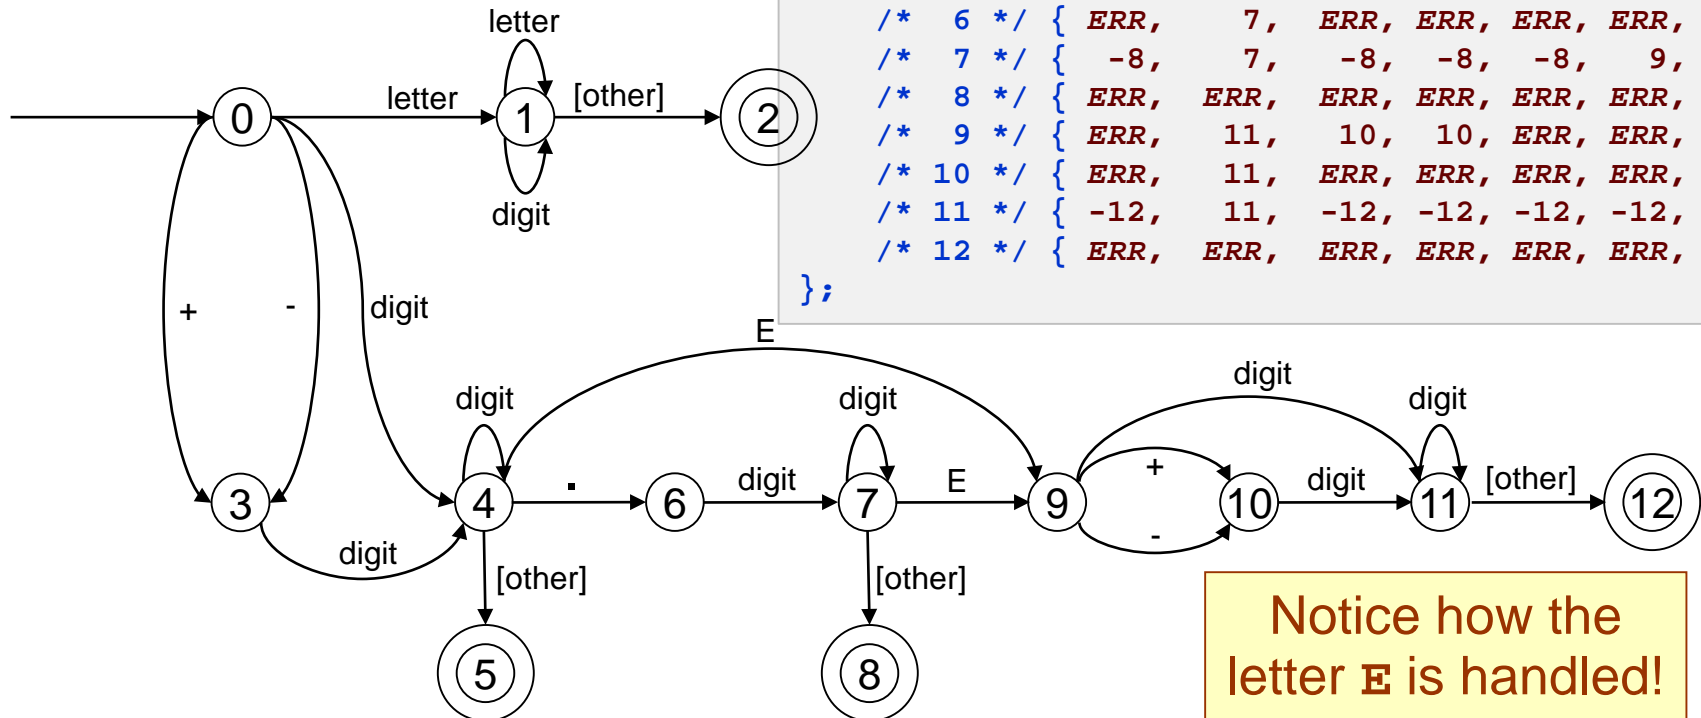 /*  6 */ { ERR,    7,  ERR, ERR, ERR, ERR,
/*  7 */ {  -8,    7,   -8,  -8,  -8,   9,
/*  8 */ { ERR,  ERR,  ERR, ERR, ERR, ERR,
/*  9 */ { ERR,   11,   10,  10, ERR, ERR,
/* 10 */ { ERR,   11,  ERR, ERR, ERR, ERR,
/* 11 */ { -12,   11,  -12, -12, -12, -12,
/* 12 */ { ERR,  ERR,  ERR, ERR, ERR, ERR,
};
letter
0
letter
1
[other]
2
digit
+
-
digit
E
digit
digit
digit
digit
3
4
.
6
digit
7
E
9
+
-
10
digit
11
[other]
12
digit
[other]
[other]
5
8
Notice how the
letter E is handled!